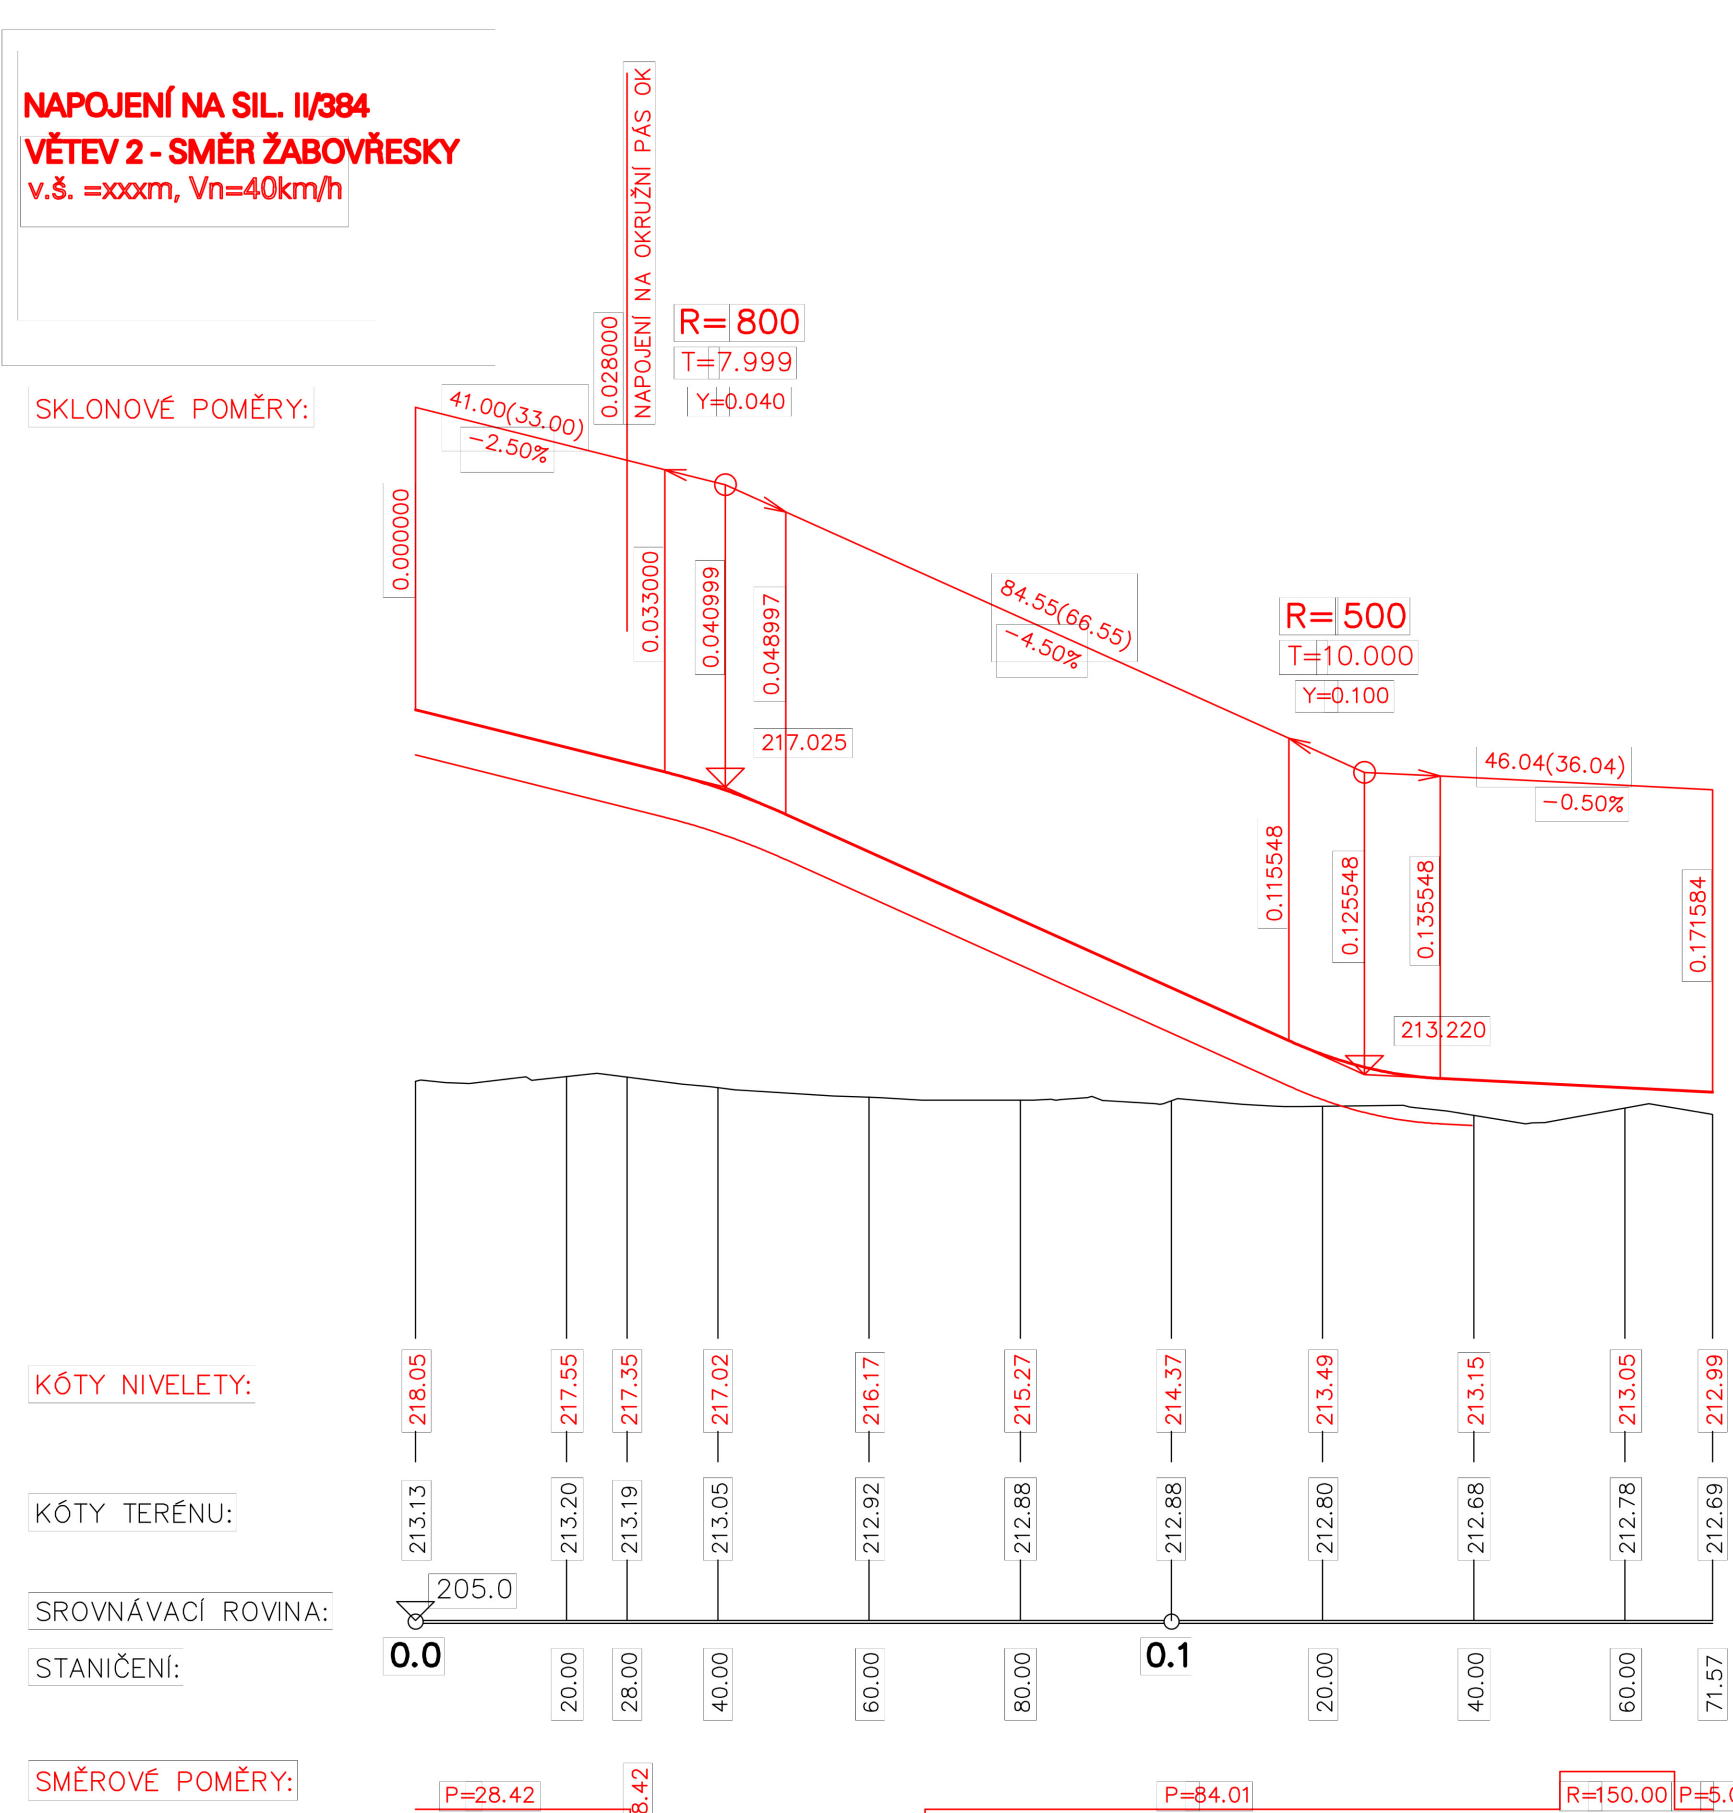 NAPOJENÍ NA SIL. II/384
VĚTEV 2 - SMĚR ŽABOVŘESKY
v.š. =xxxm, Vn=40km/h
NAPOJENÍ NA OKRUŽNÍ PÁS OK
0.028000
R= 800
T=7.999
Y=0.040
SKLONOVÉ POMĚRY:
41.00(33.00)
-2.50%
0.000000
0.033000
0.040999
0.048997
217.025
84.55(66.55)
-4.50%
R= 500
T=10.000
Y=0.100
46.04(36.04)
-0.50%
0.115548
0.125548
0.135548
0.171584
213.220
KÓTY NIVELETY: 218.05 217.55 217.35 217.02 216.17 215.27 214.37 213.49 213.15 213.05 212.99
KÓTY TERÉNU: 213.13 213.20 213.19 213.05 212.92 212.88 212.88 212.80 212.68 212.78 212.69
205.0
SROVNÁVACÍ ROVINA:
STANIČENÍ: 0.0 20.00 28.00 40.00 60.00 80.00 0.1 20.00 40.00 60.00 71.57
SMĚROVÉ POMĚRY: P=28.42 8.42 P=84.01 R=150.00 P=5.